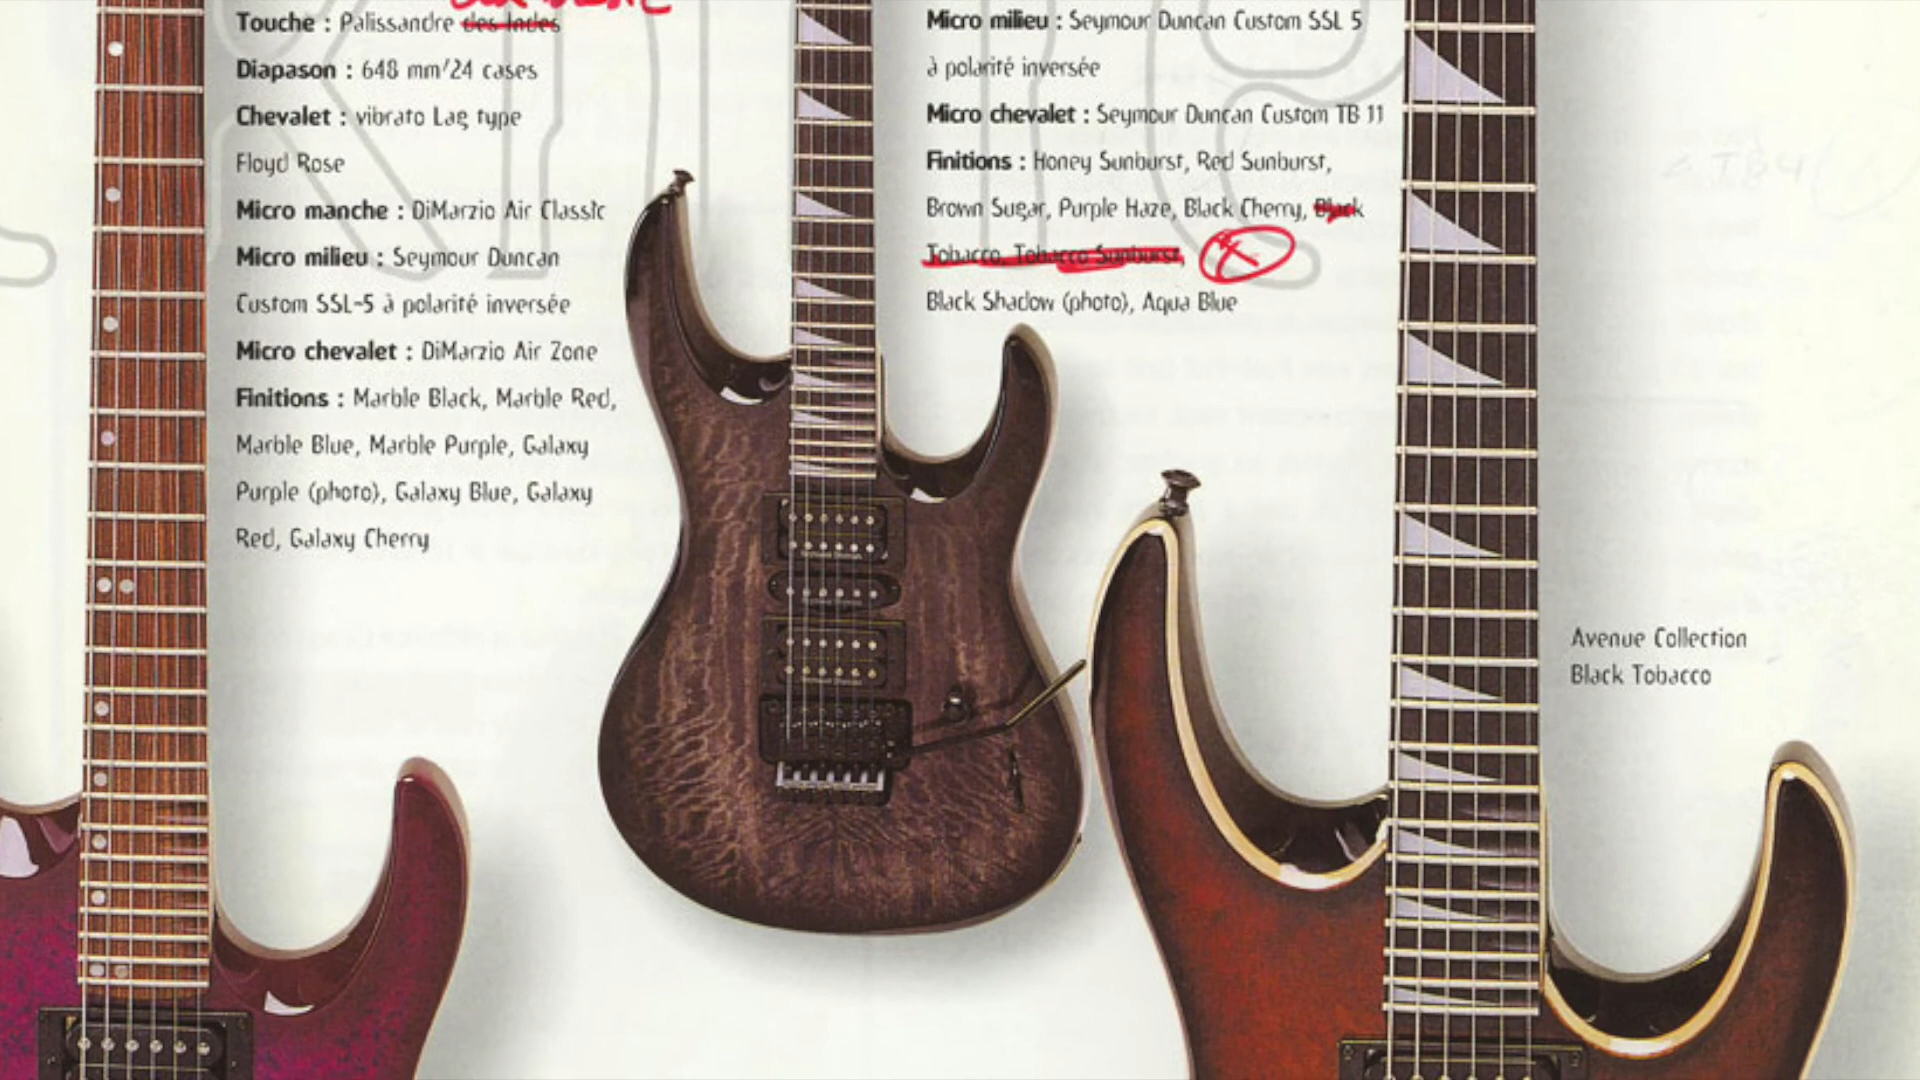 Touche : Palissandre des Indes
Diapason : 648 mm/24 cases
Chevalet : vibrato Lag type
Floyd Rose
Micro manche : DiMarzio Air Classic
Micro milieu : Seymour Duncan
Custom SSL-5 à polarité inversée
Micro chevalet : DiMarzio Air Zone
Finitions : Marble Black, Marble Red,
Marble Blue, Marble Purple, Galaxy
Purple (photo), Galaxy Blue, Galaxy
Red, Galaxy Cherry
Micro milieu : Seymour Duncan Custom SSL 5
à polarité inversée
Micro chevalet : Seymour Duncan Custom TB 11
Finitions : Honey Sunburst, Red Sunburst,
Brown Sugar, Purple Haze, Black Cherry, Black
Tobacco, Tobacco Sunburst,
Black Shadow (photo), Aqua Blue
TB4
Avenue Collection
Black Tobacco